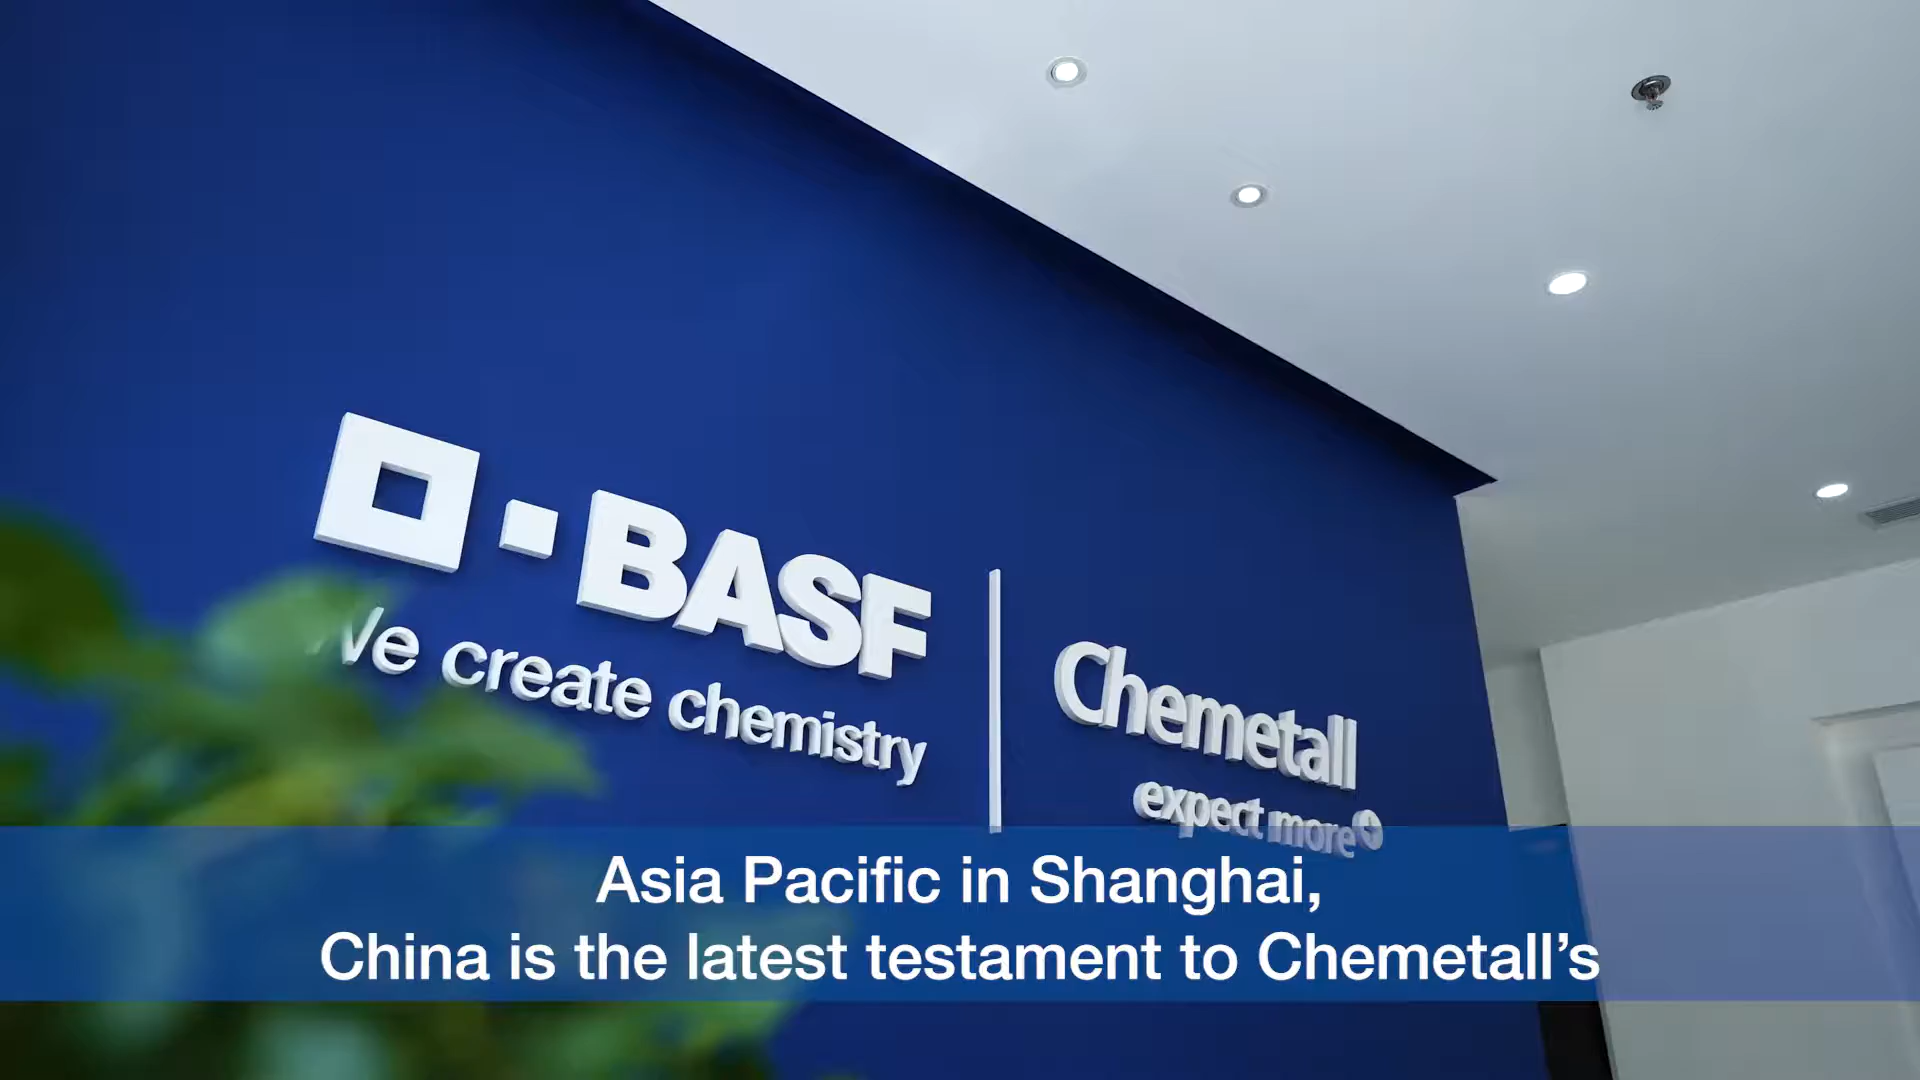 BASF
We create chemistry
Chemetall
expect more
Asia Pacific in Shanghai,
China is the latest testament to Chemetall’s